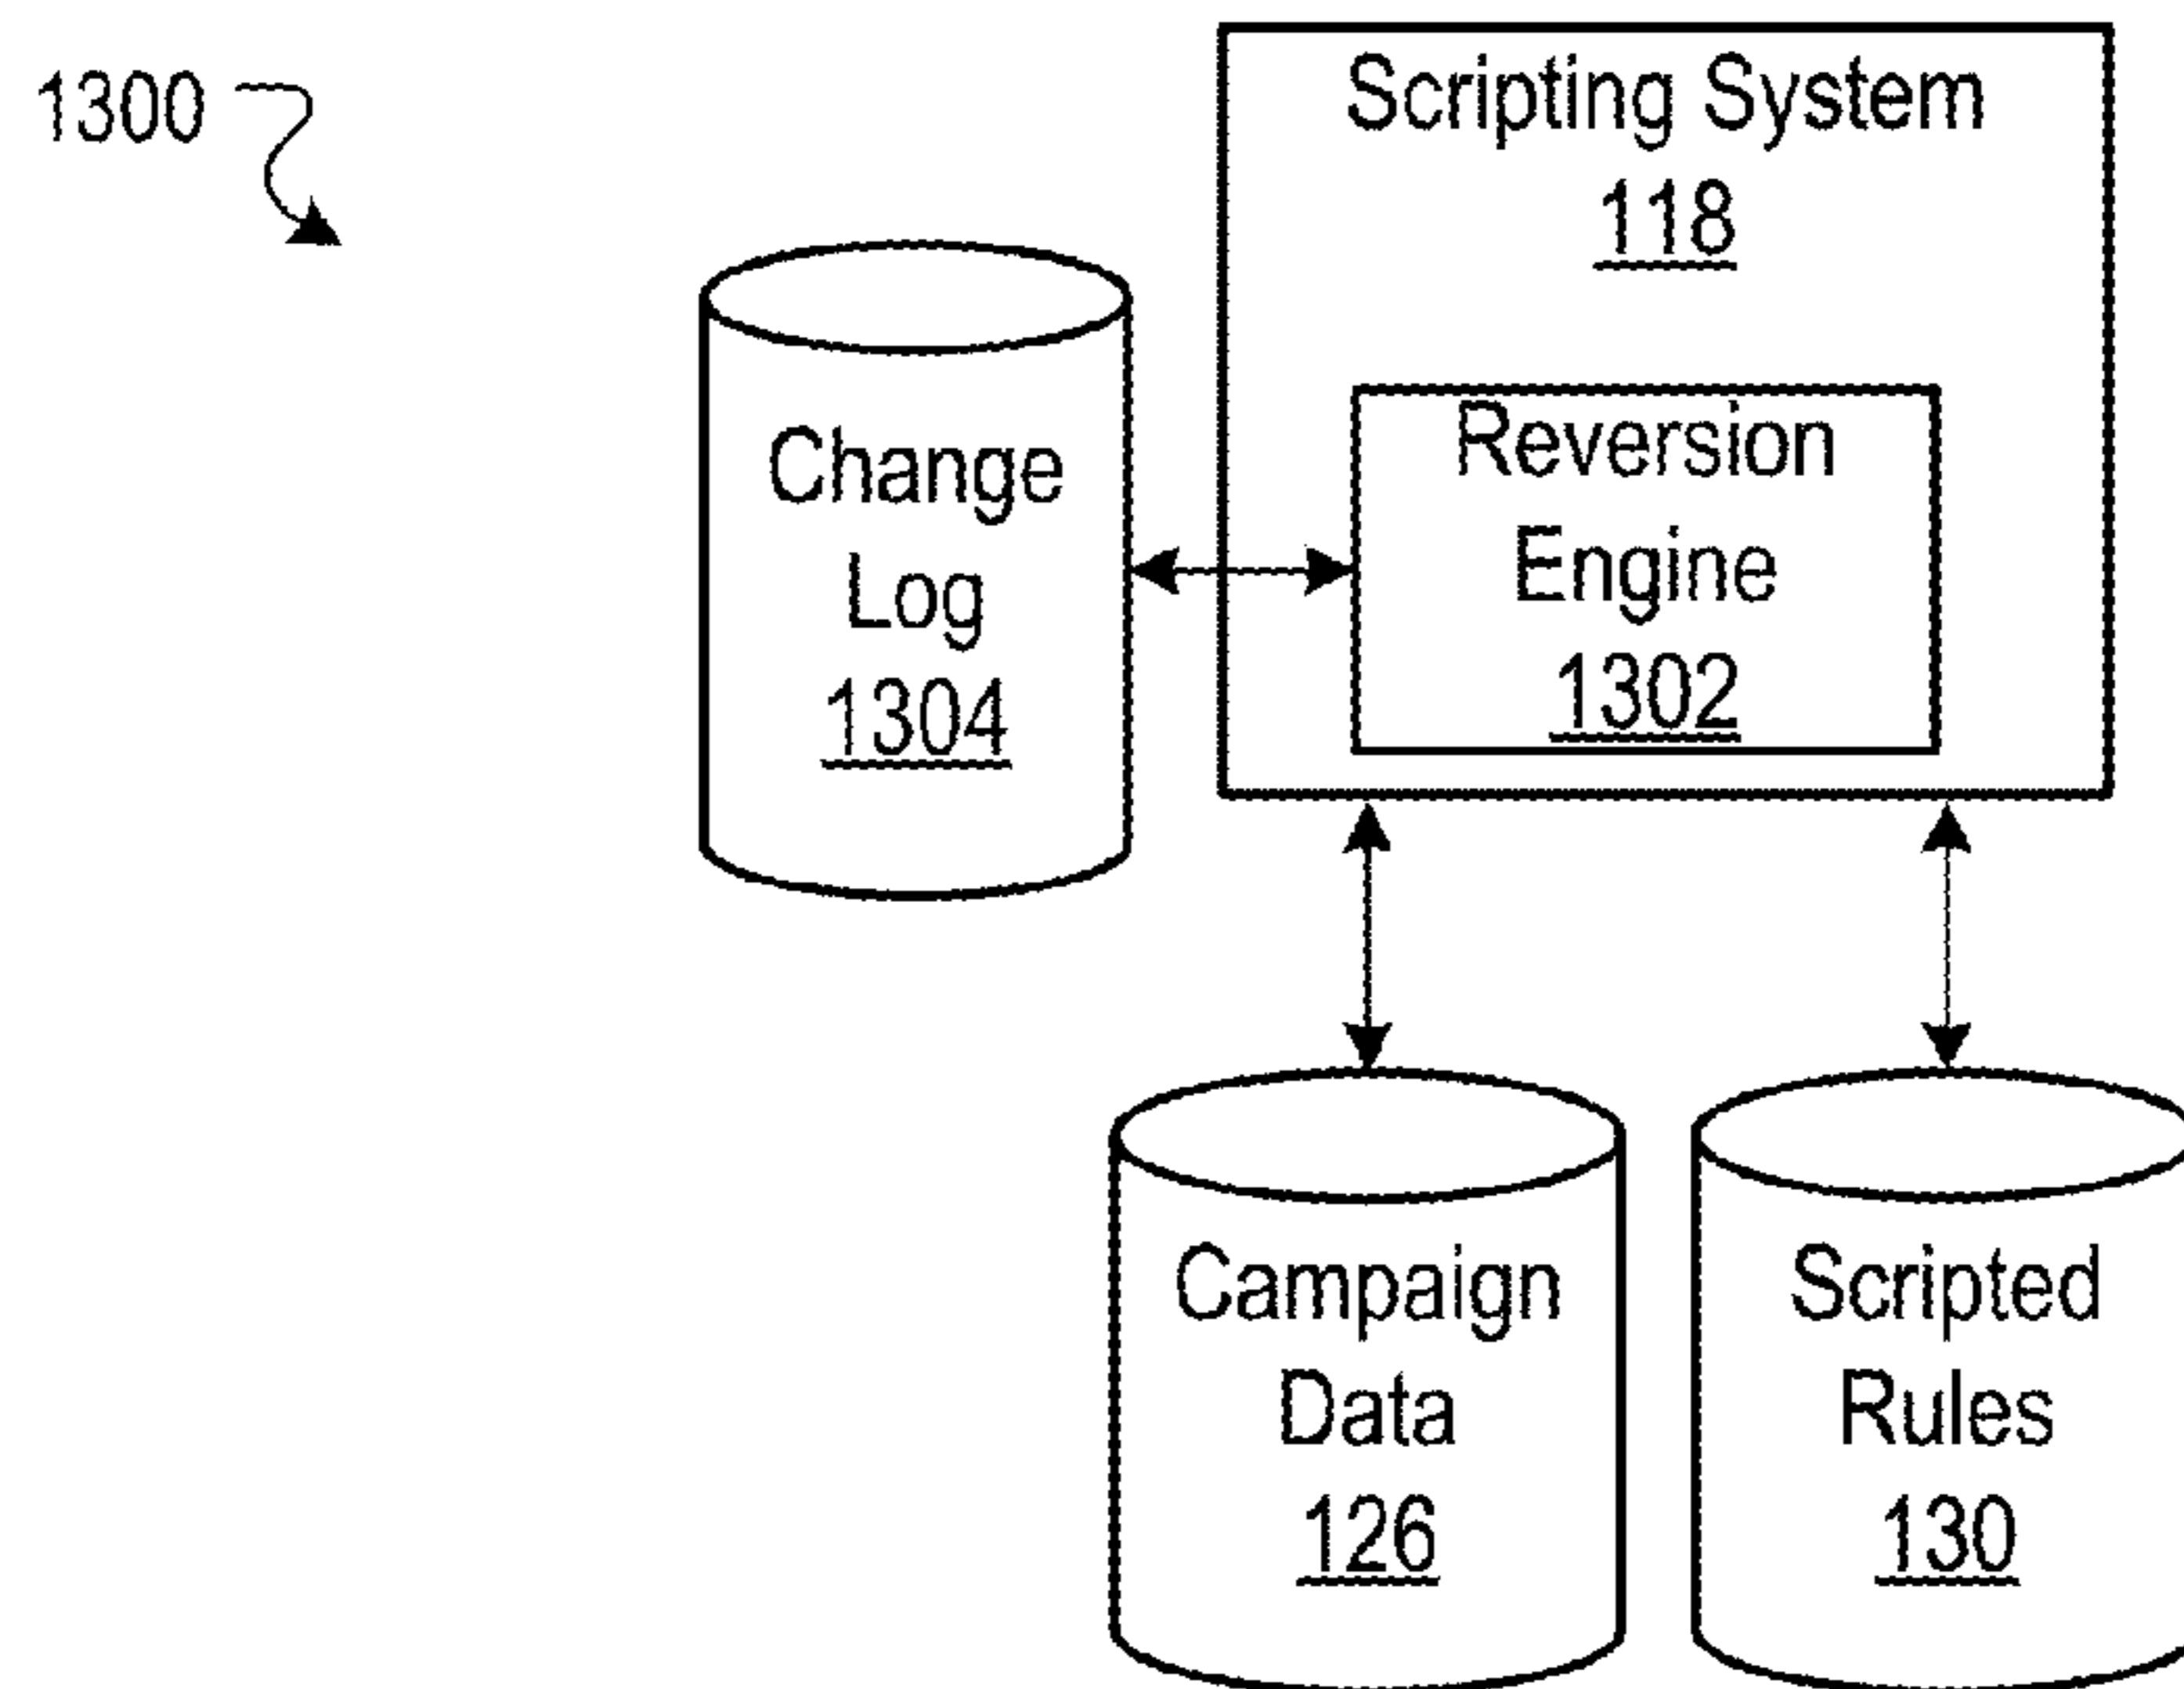 1300
Scripting System
118
Change
Log
1304
Reversion
Engine
1302
Campaign
Data
126
Scripted
Rules
130